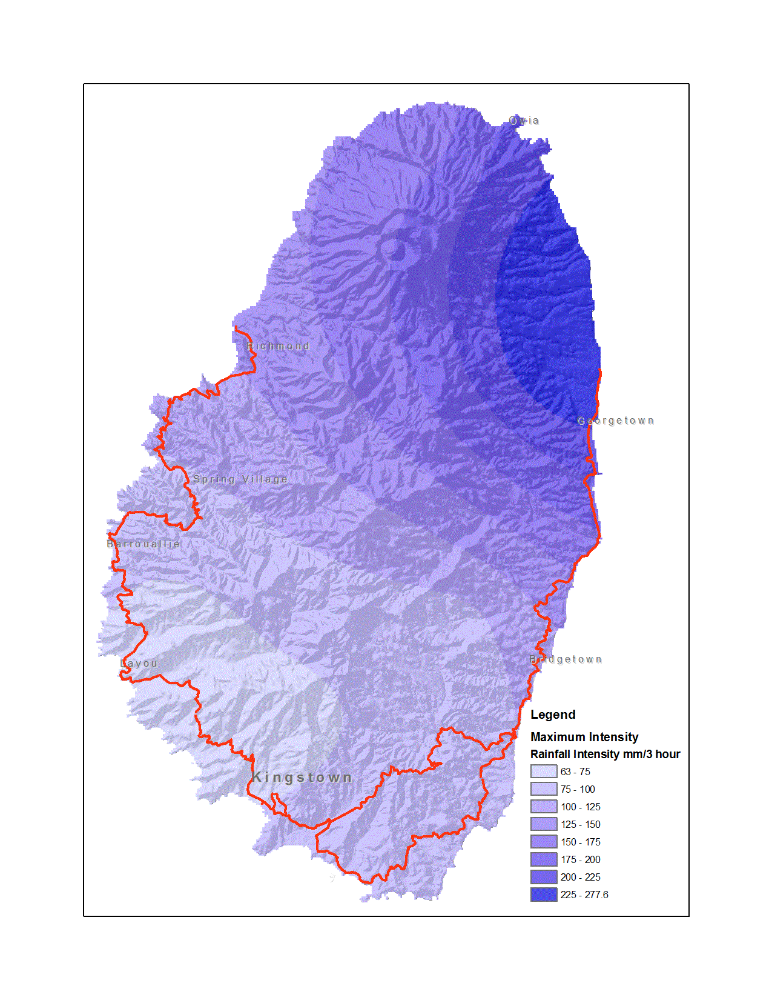 Ovia
Richmond
Georgetown
Spring Village
Barrouallie
Bridgetown
Layou
Kingstown
Legend
Maximum Intensity
Rainfall Intensity mm/3 hour
63 - 75
75 - 100
100 - 125
125 - 150
150 - 175
175 - 200
200 - 225
225 - 277.6